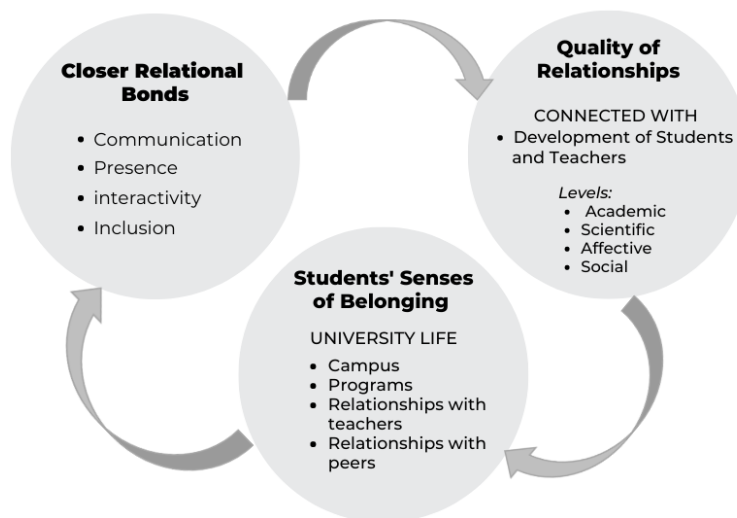 Closer Relational
Bonds
• Communication
• Presence
• interactivity
• Inclusion
Quality of
Relationships
CONNECTED WITH
• Development of Students
and Teachers
Levels:
• Academic
• Scientific
• Affective
• Social
Students' Senses
of Belonging
UNIVERSITY LIFE
• Campus
• Programs
• Relationships with
teachers
• Relationships with
peers